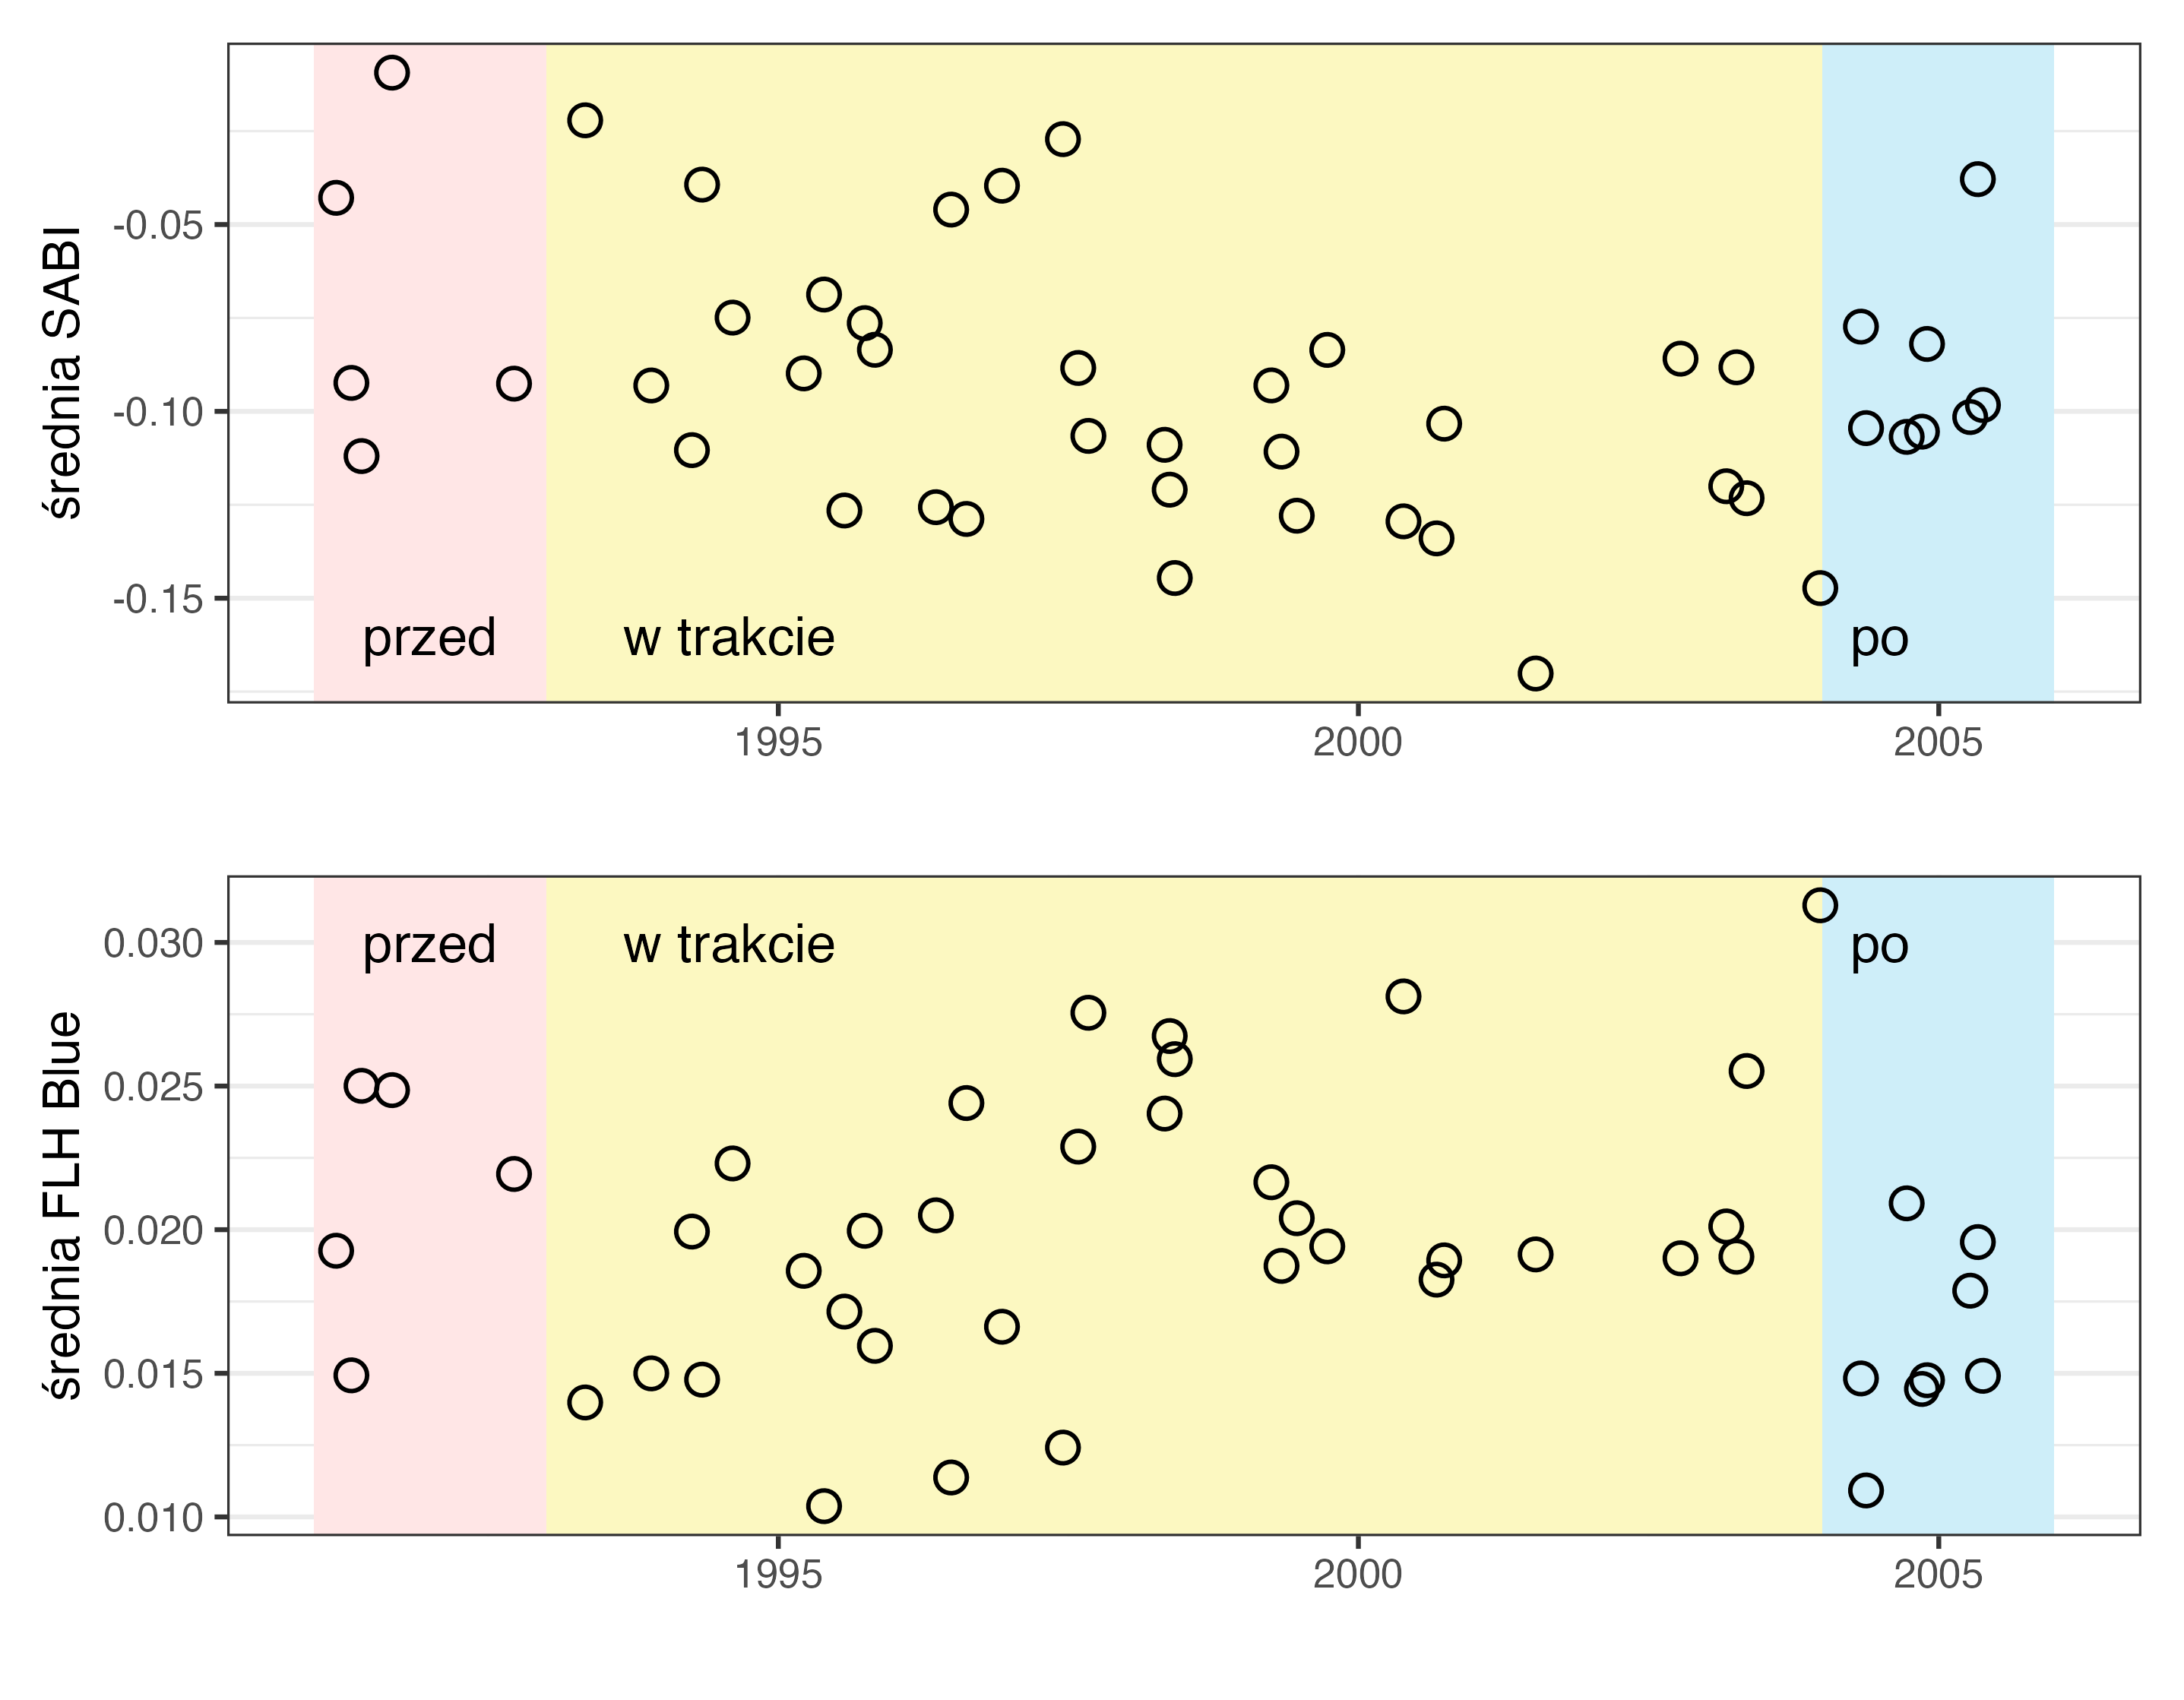 średnia SABI
-0.05
-0.10
-0.15
przed
w trakcie
po
1995
2000
2005
średnia FLH Blue
0.030
0.025
0.020
0.015
0.010
przed
w trakcie
po
1995
2000
2005